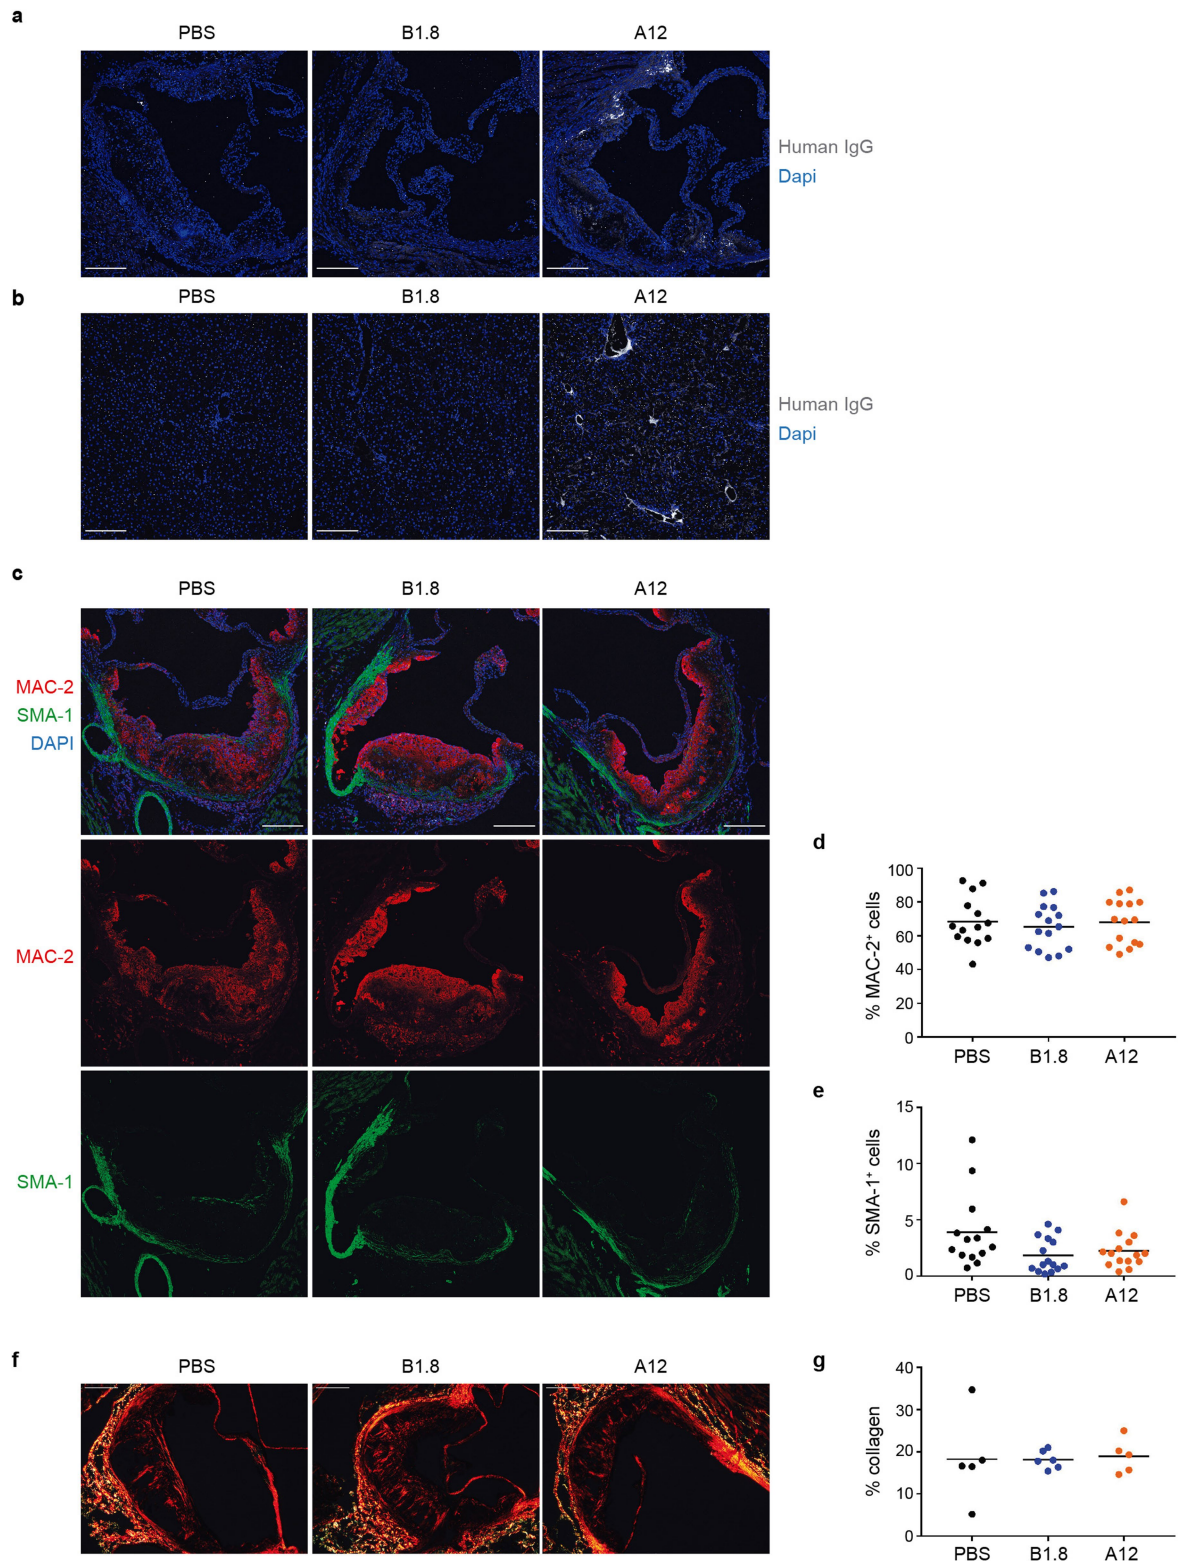 a
PBS B1.8 A12
Human IgG
Dapi
b
PBS B1.8 A12
Human IgG
Dapi
c
PBS B1.8 A12
MAC-2
SMA-1
DAPI
MAC-2
SMA-1
d
% MAC-2⁺ cells
100
80
60
40
20
0
PBS B1.8 A12
e
% SMA-1⁺ cells
15
10
5
0
PBS B1.8 A12
f
PBS B1.8 A12
g
% collagen
40
30
20
10
0
PBS B1.8 A12